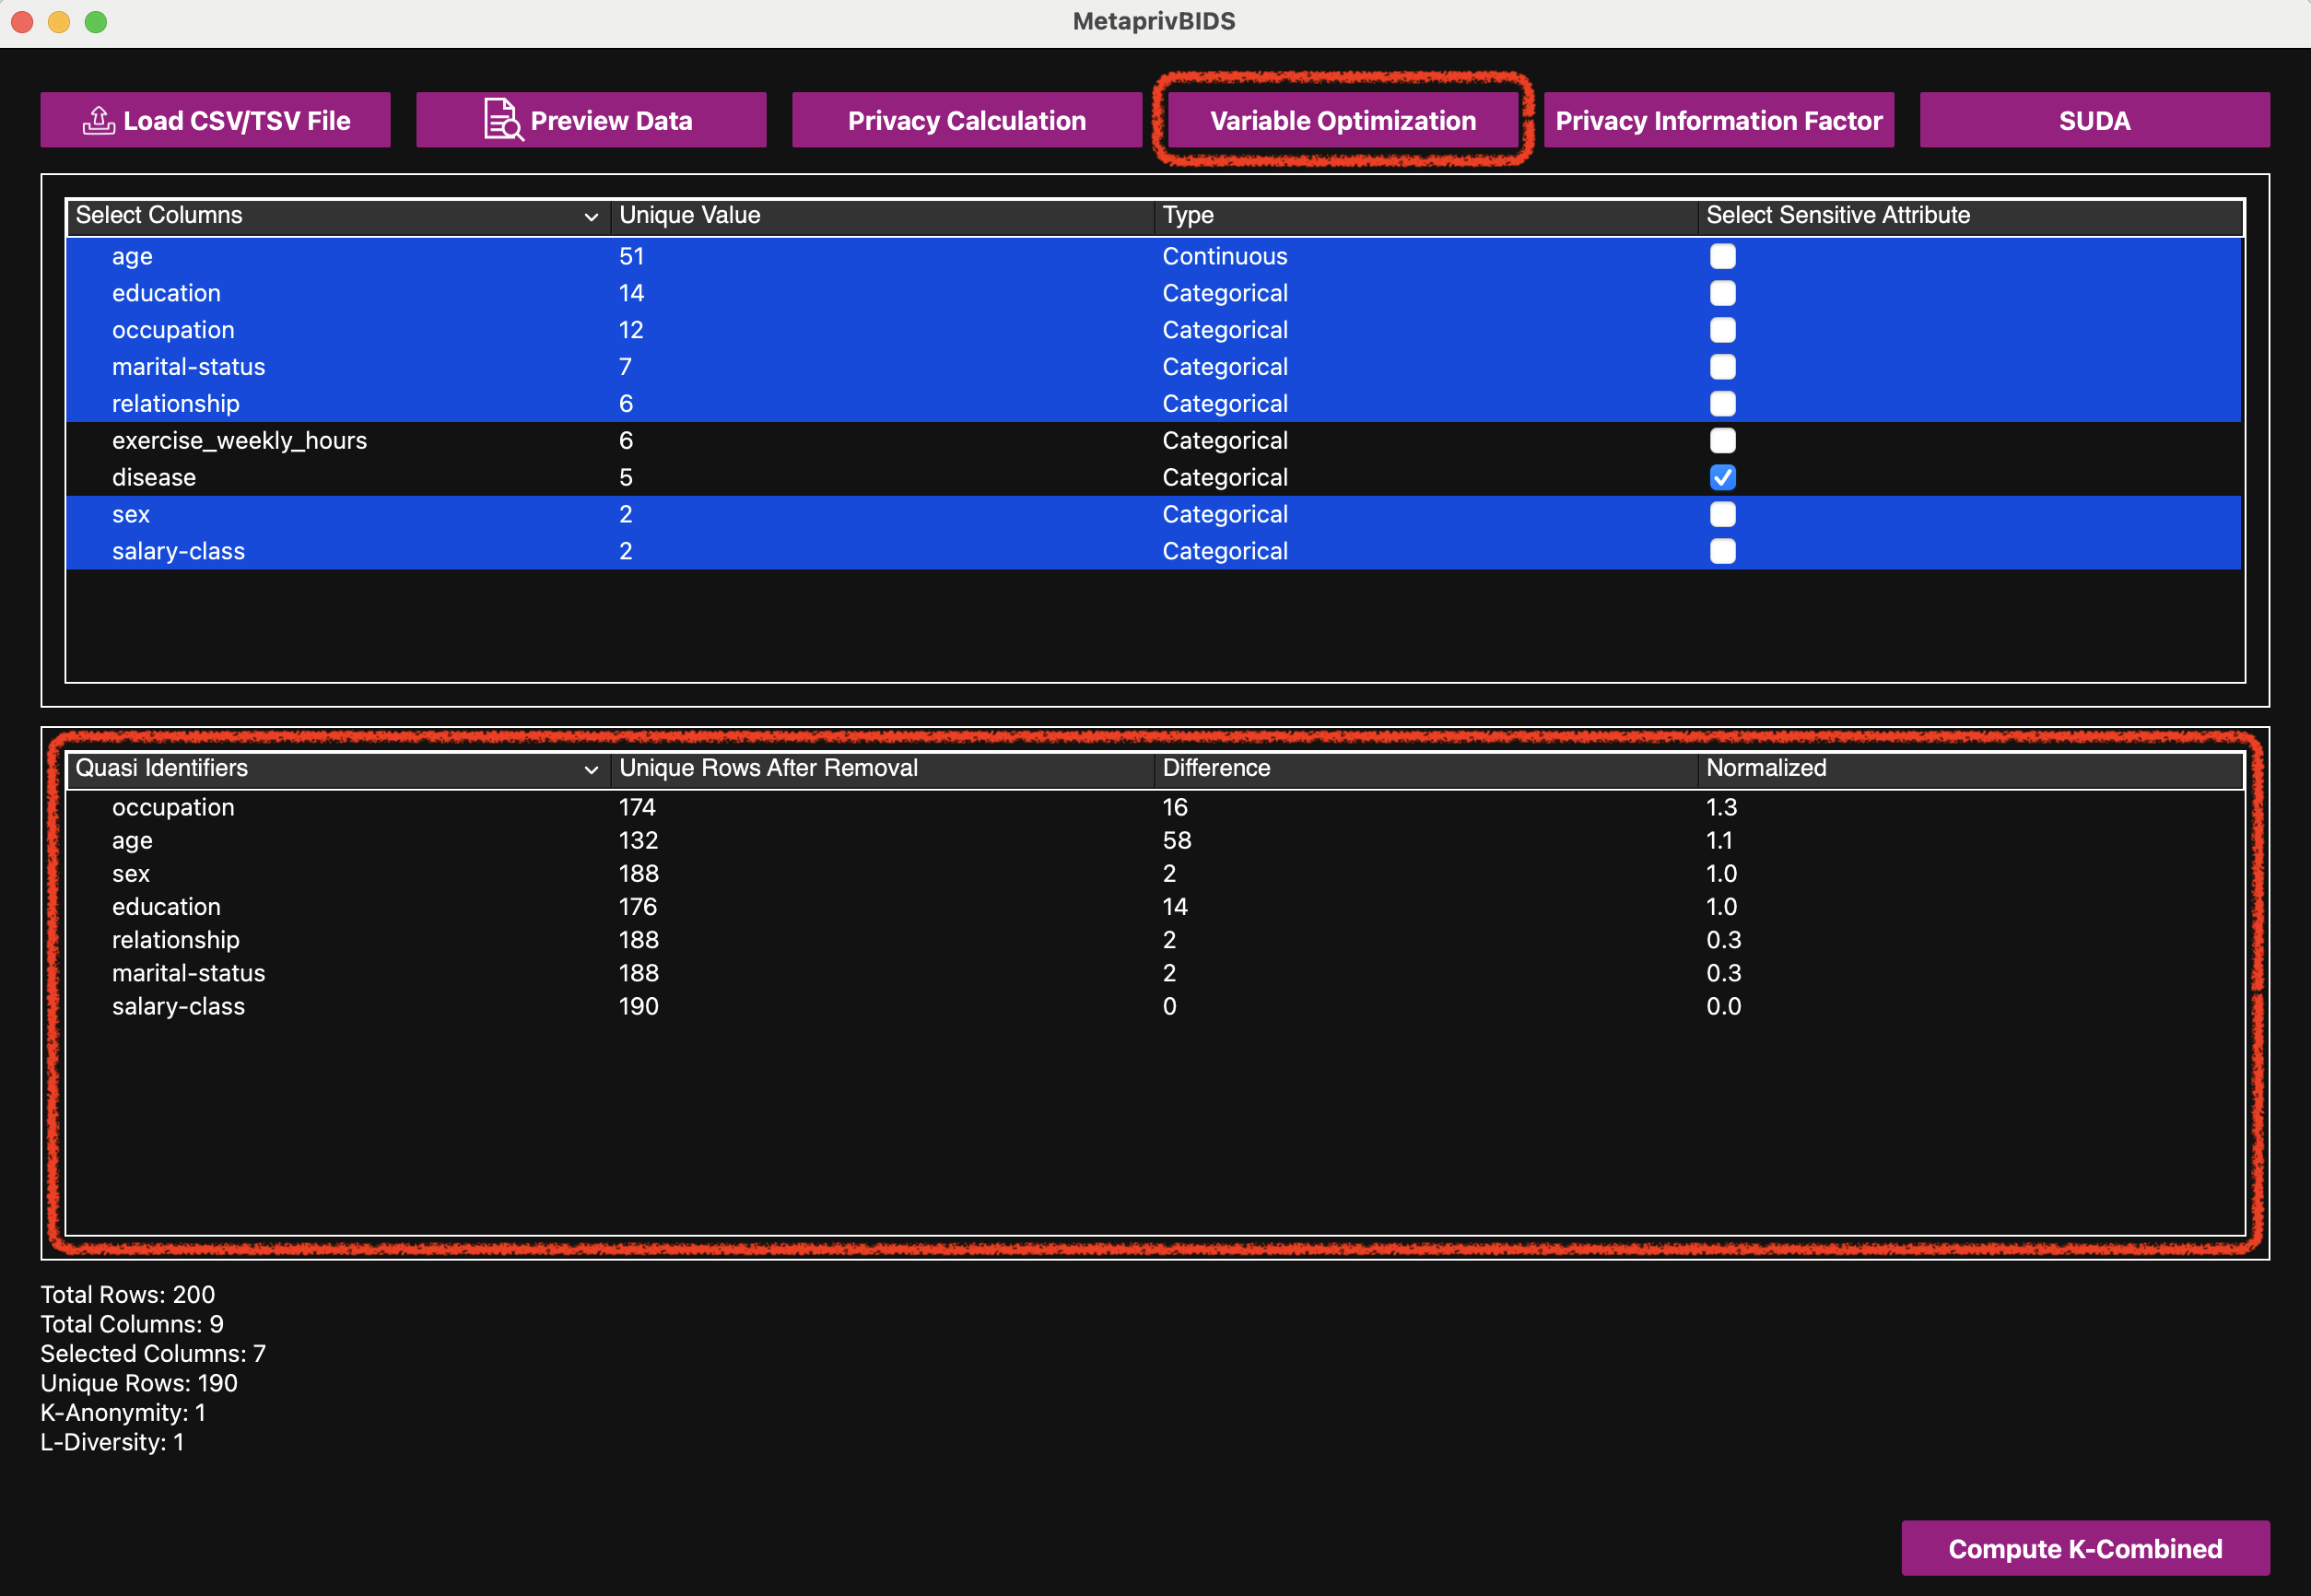 MetaprivBIDS
Load CSV/TSV File Preview Data Privacy Calculation Variable Optimization Privacy Information Factor SUDA
Select Columns Unique Value Type Select Sensitive Attribute
age 51 Continuous
education 14 Categorical
occupation 12 Categorical
marital-status 7 Categorical
relationship 6 Categorical
exercise_weekly_hours 6 Categorical
disease 5 Categorical
sex 2 Categorical
salary-class 2 Categorical
Quasi Identifiers Unique Rows After Removal Difference Normalized
occupation 174 16 1.3
age 132 58 1.1
sex 188 2 1.0
education 176 14 1.0
relationship 188 2 0.3
marital-status 188 2 0.3
salary-class 190 0 0.0
Total Rows: 200
Total Columns: 9
Selected Columns: 7
Unique Rows: 190
K-Anonymity: 1
L-Diversity: 1
Compute K-Combined